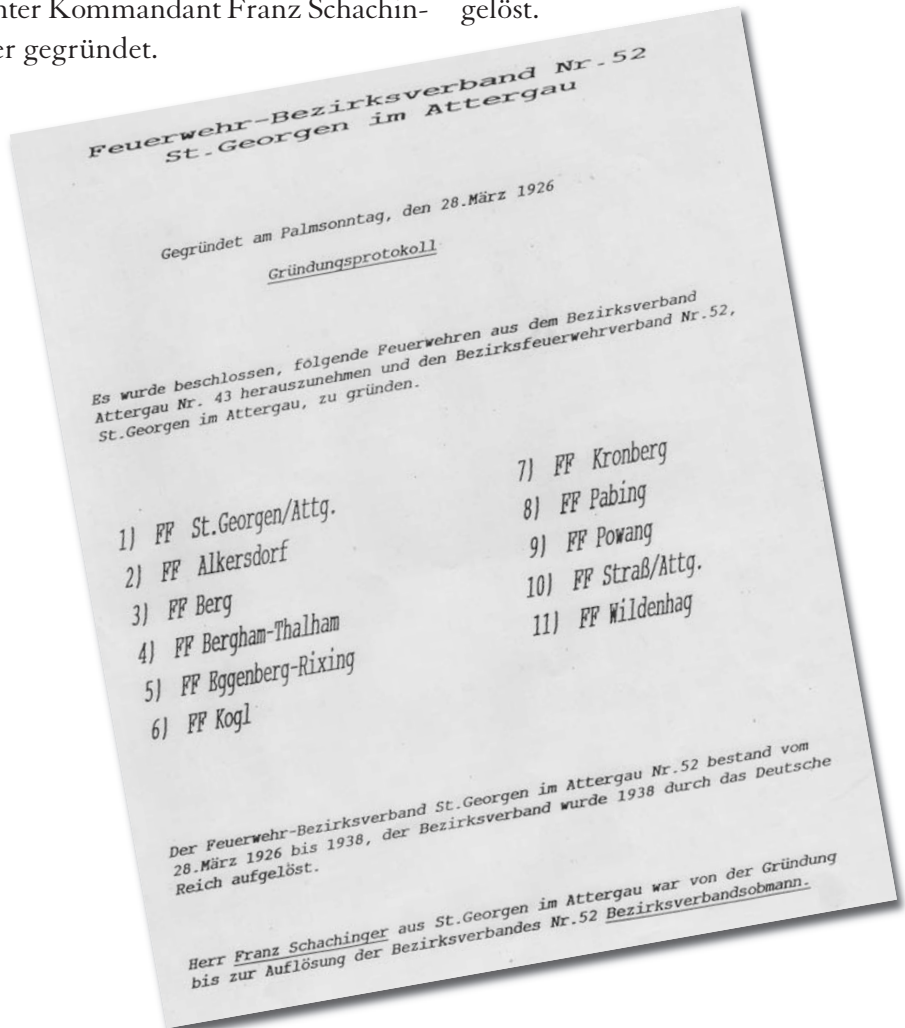 nter Kommandant Franz Schachin-
er gegründet.
gelöst.
Feuerwehr-Bezirksverband Nr.52
St.Georgen im Attergau
Gegründet am Palmsonntag, den 28.März 1926
Gründungsprotokoll
Es wurde beschlossen, folgende Feuerwehren aus dem Bezirksverband
Attergau Nr. 43 herauszunehmen und den Bezirksfeuerwehrverband Nr.52,
St.Georgen im Attergau, zu gründen.
1) FF St.Georgen/Attg.
2) FF Alkersdorf
3) FF Berg
4) FF Bergham-Thalham
5) FF Eggenberg-Rixing
6) FF Kogl
7) FF Kronberg
8) FF Pabing
9) FF Powang
10) FF Straß/Attg.
11) FF Wildenhag
Der Feuerwehr-Bezirksverband St.Georgen im Attergau Nr.52 bestand vom
28.März 1926 bis 1938, der Bezirksverband wurde 1938 durch das Deutsche
Reich aufgelöst.
Herr Franz Schachinger aus St.Georgen im Attergau war von der Gründung
bis zur Auflösung der Bezirksverbandes Nr.52 Bezirksverbandsobmann.